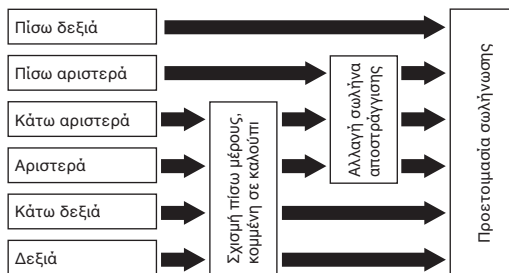 Πίσω δεξιά
Πίσω αριστερά
Κάτω αριστερά
Αριστερά
Κάτω δεξιά
Δεξιά
Σχισμή πίσω μέρους,
κομμένη σε καλούπι
Αλλαγή σωλήνα
αποστράγγισης
Προετοιμασία σωλήνωσης